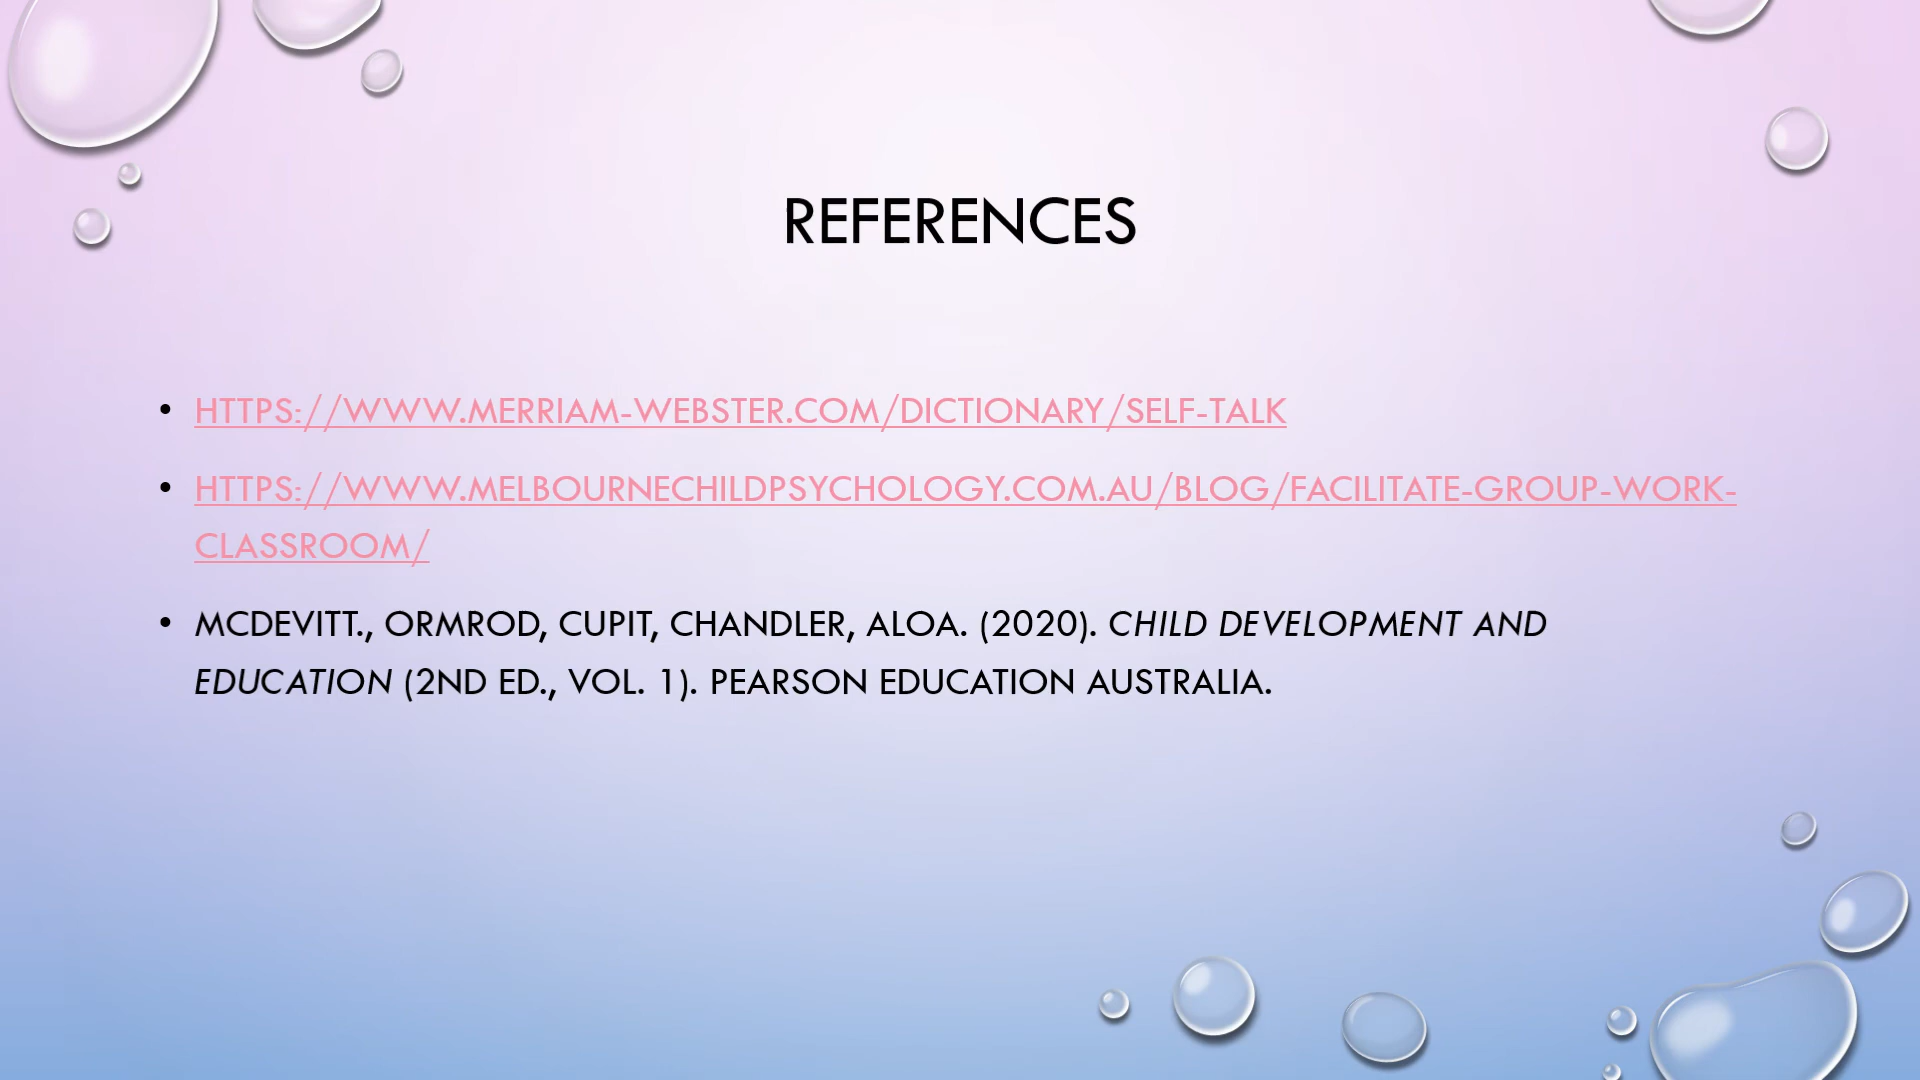 REFERENCES
• HTTPS://WWW.MERRIAM-WEBSTER.COM/DICTIONARY/SELF-TALK
• HTTPS://WWW.MELBOURNECHILDPSYCHOLOGY.COM.AU/BLOG/FACILITATE-GROUP-WORK-
CLASSROOM/
• MCDEVITT., ORMROD, CUPIT, CHANDLER, ALOA. (2020). CHILD DEVELOPMENT AND
EDUCATION (2ND ED., VOL. 1). PEARSON EDUCATION AUSTRALIA.